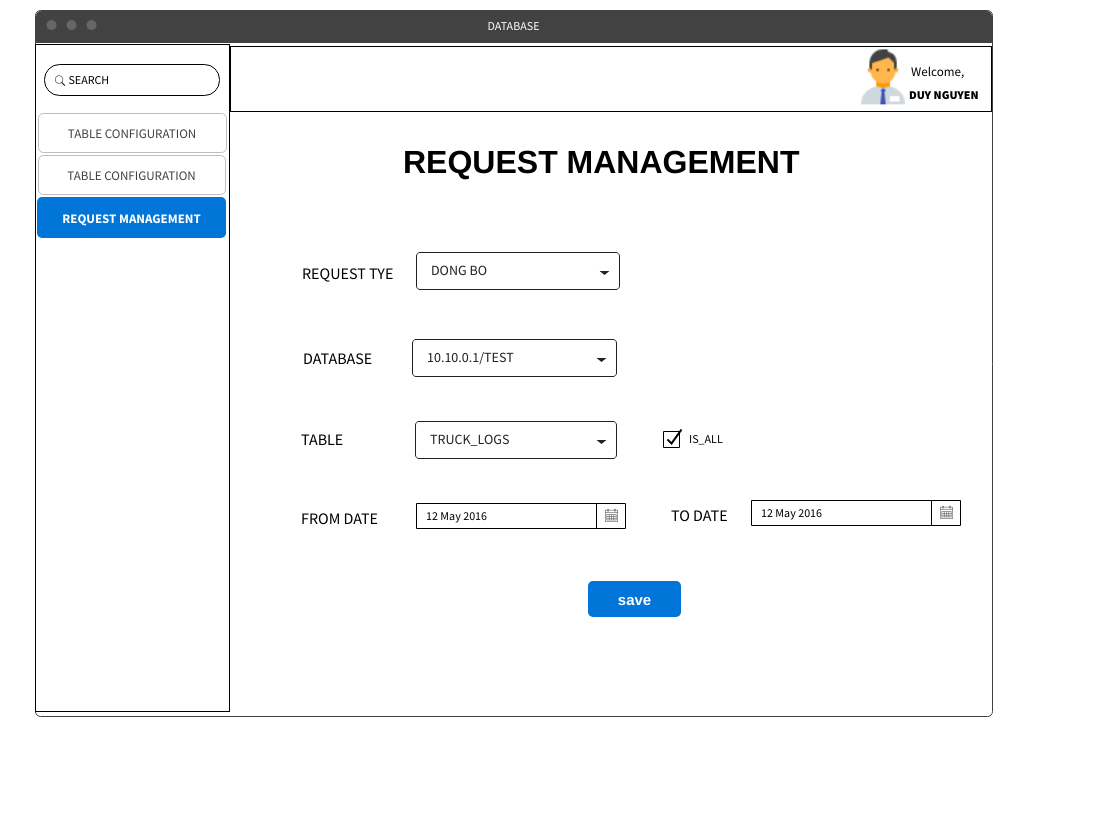 DATABASE
SEARCH
Welcome,
DUY NGUYEN
TABLE CONFIGURATION
TABLE CONFIGURATION
REQUEST MANAGEMENT
REQUEST MANAGEMENT
REQUEST TYE DONG BO
DATABASE 10.10.0.1/TEST
TABLE TRUCK_LOGS IS_ALL
FROM DATE 12 May 2016 TO DATE 12 May 2016
save